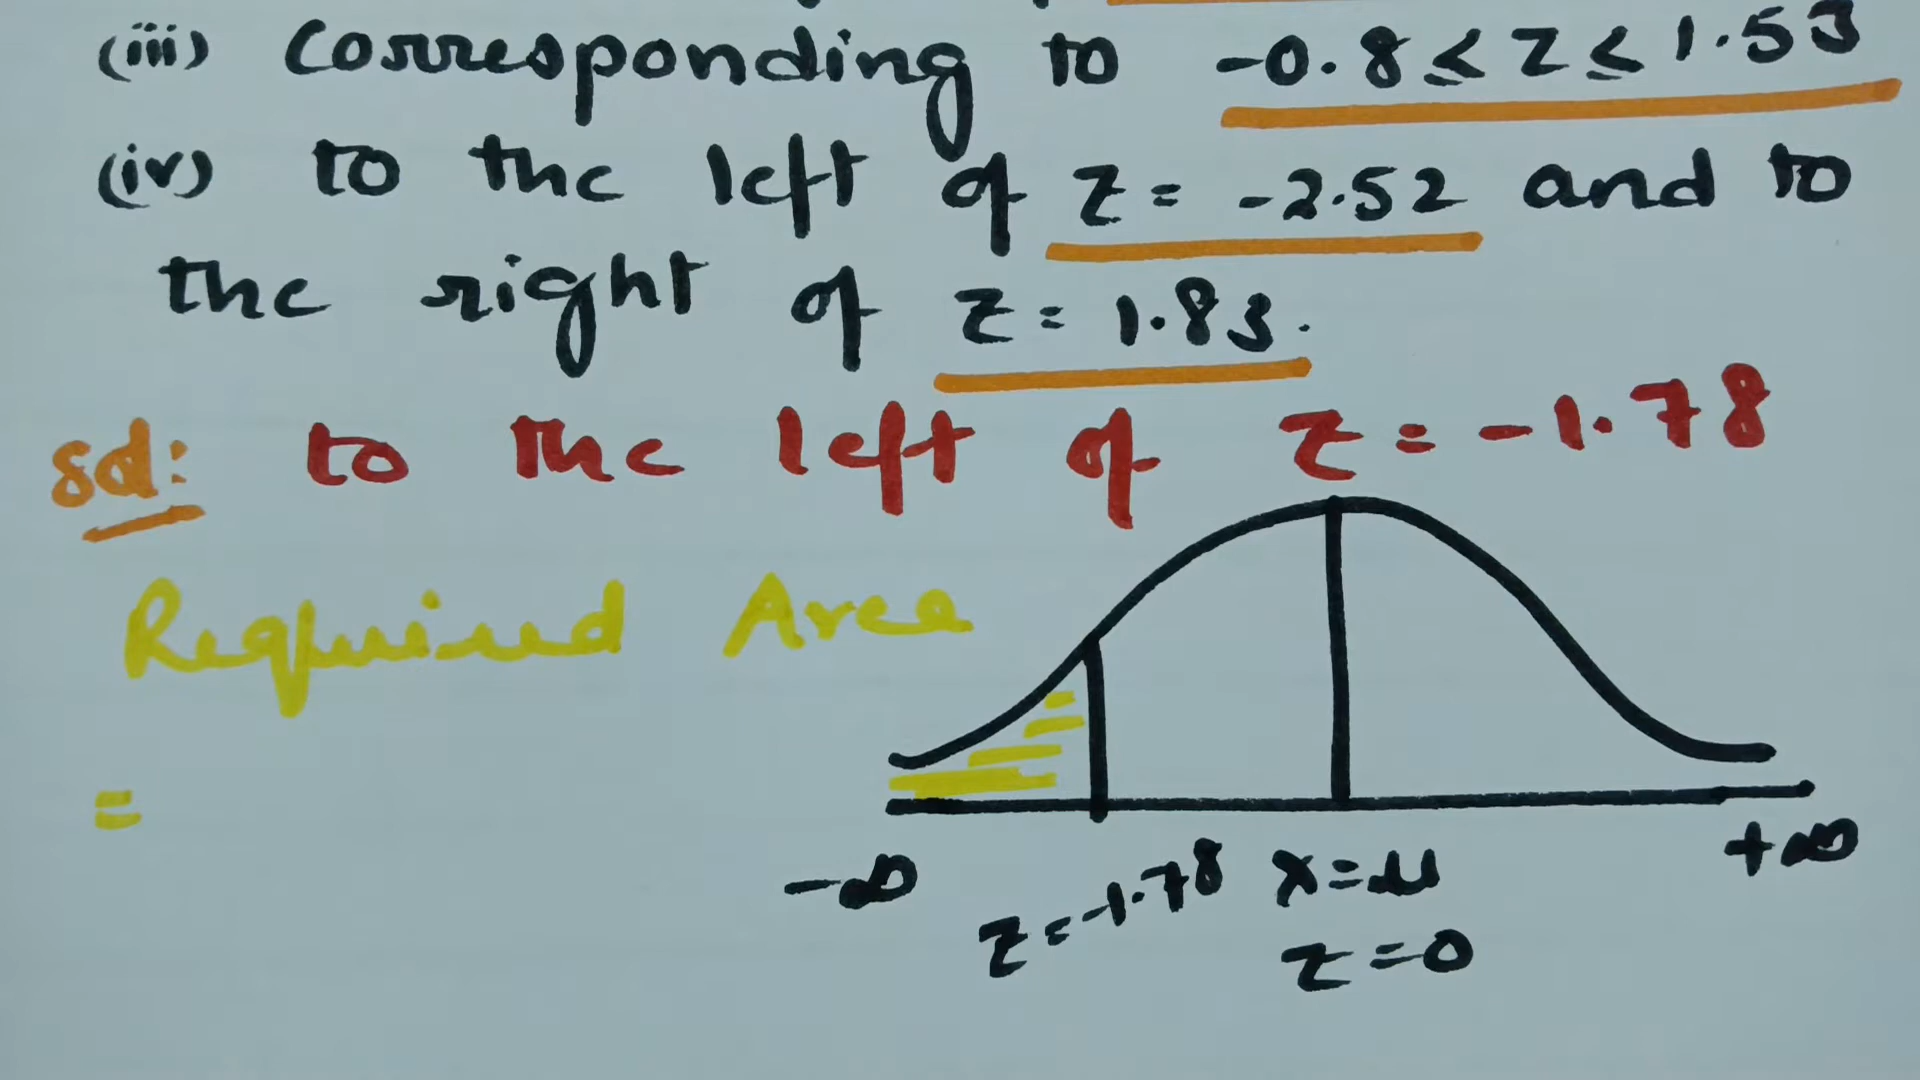 (iii) Corresponding to -0.8 ≤ z ≤ 1.53
(iv) to the left of z = -2.52 and to
the right of z = 1.83.
sol: to the left of z = -1.78
Required Area
=
-∞ z=-1.78 x=μ +∞
z=0